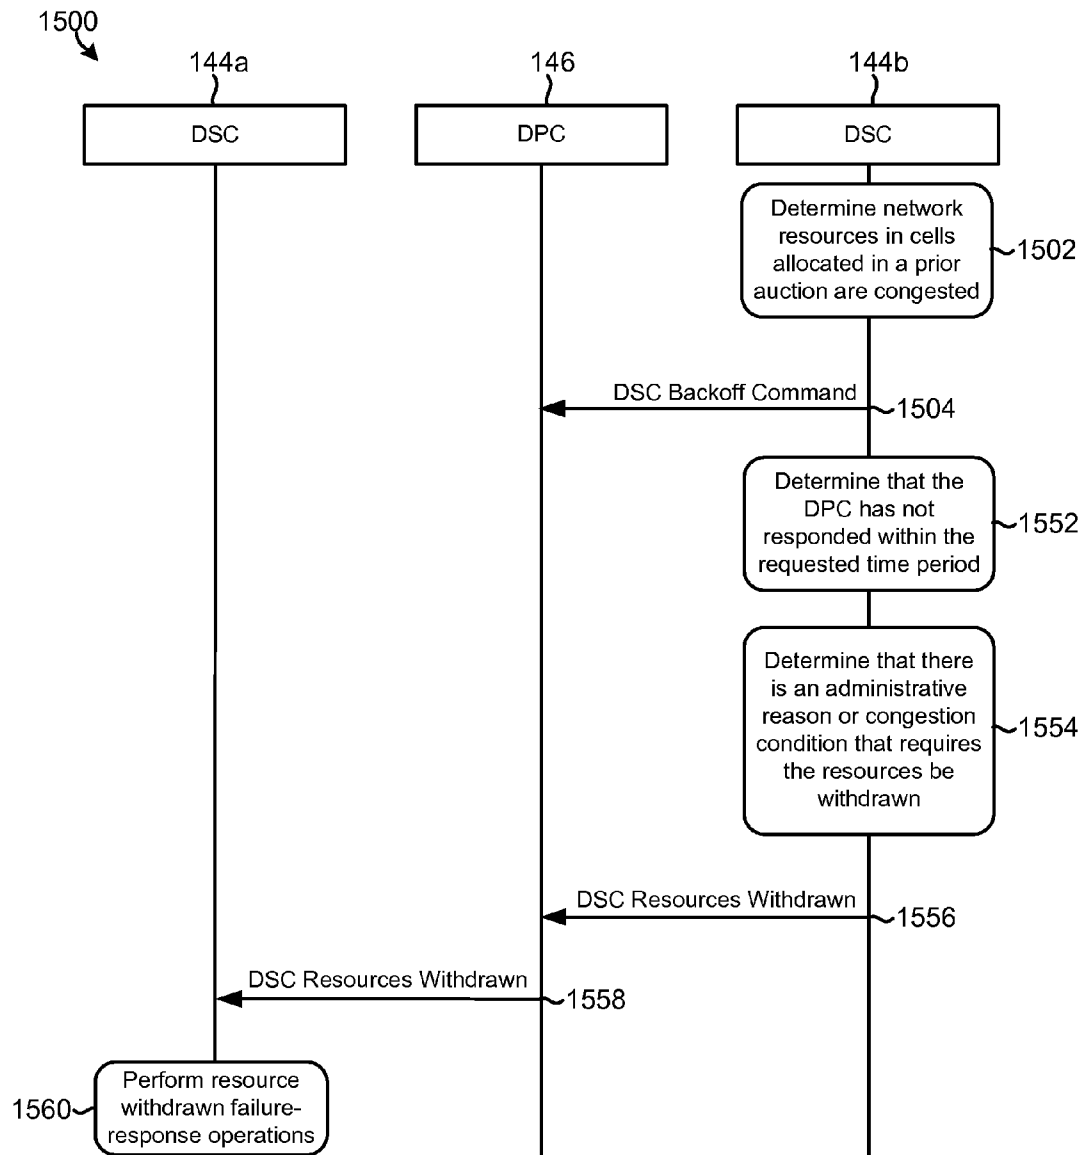 1500
144a
146
144b
DSC
DPC
DSC
Determine network
resources in cells
allocated in a prior
auction are congested
1502
DSC Backoff Command
1504
Determine that the
DPC has not
responded within the
requested time period
1552
Determine that there
is an administrative
reason or congestion
condition that requires
the resources be
withdrawn
1554
DSC Resources Withdrawn
1556
DSC Resources Withdrawn
1558
Perform resource
withdrawn failure-
response operations
1560